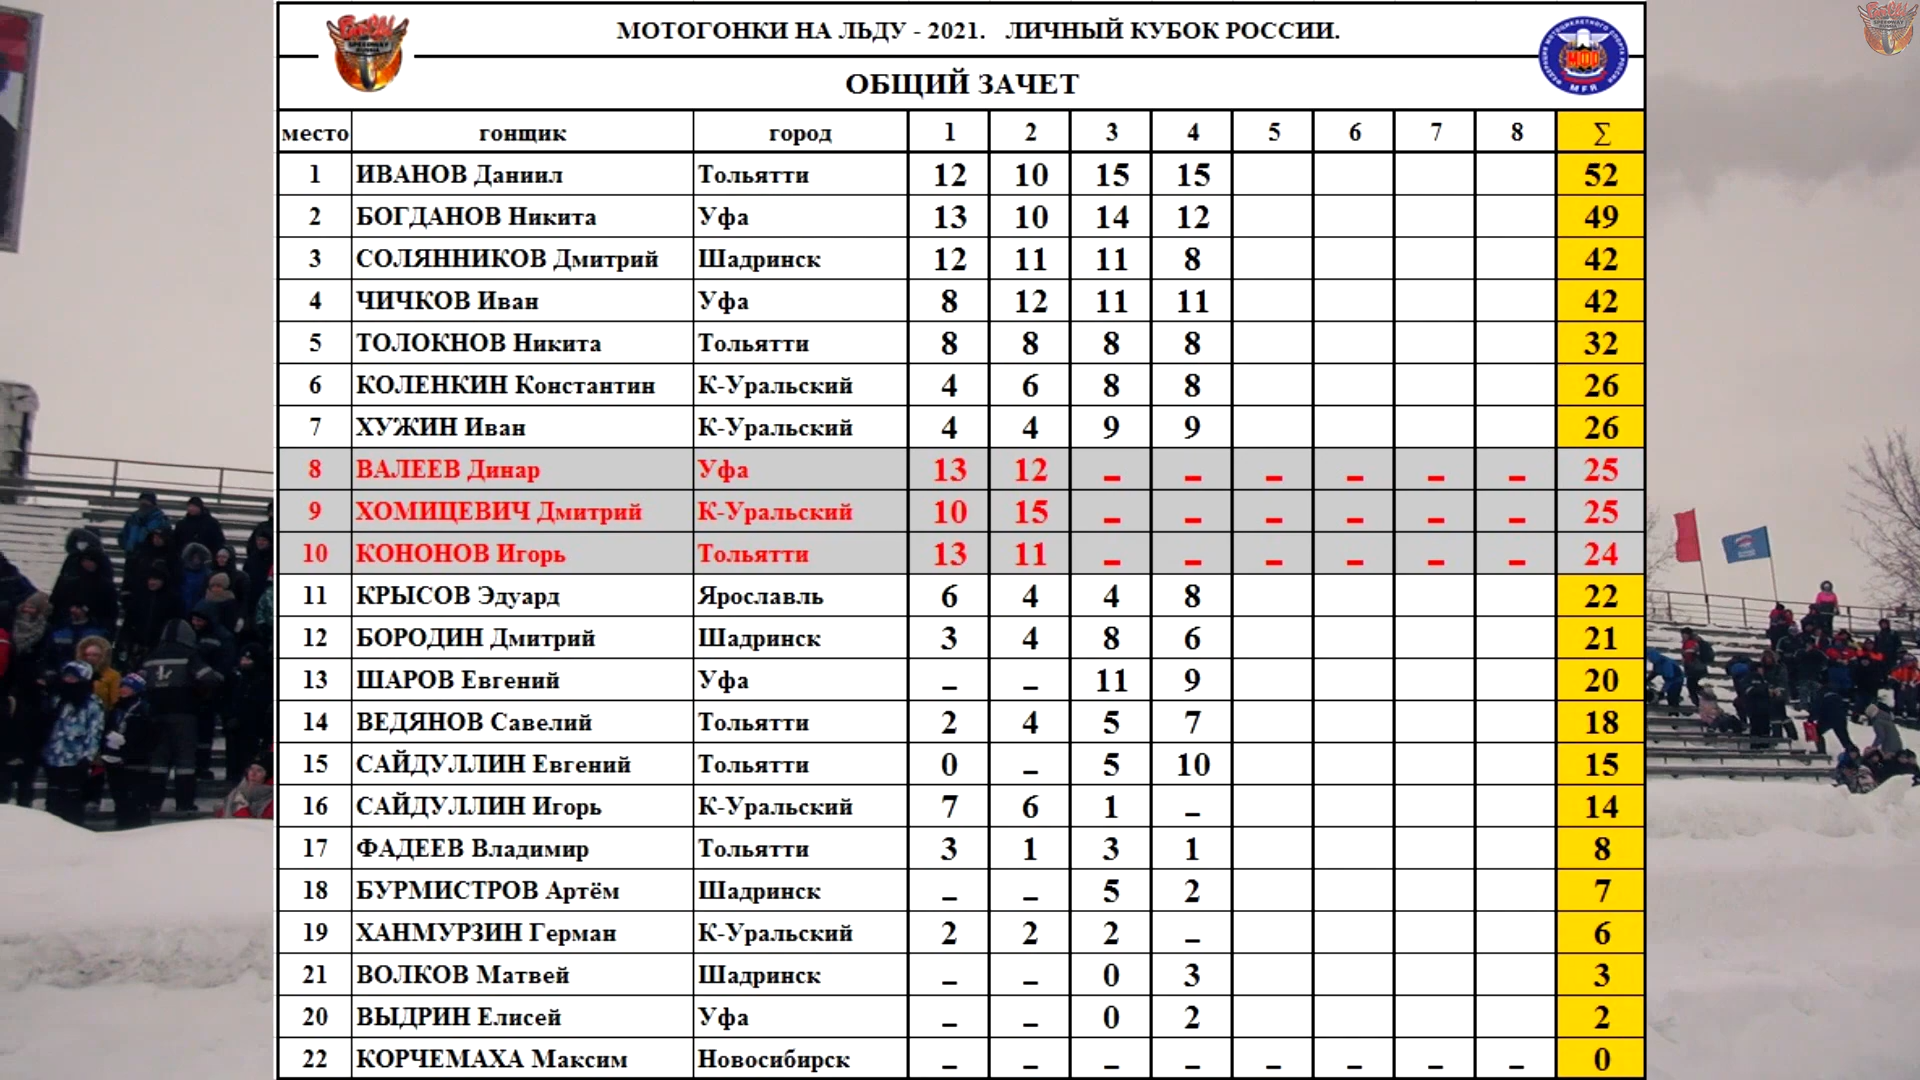 МОТОГОНКИ НА ЛЬДУ - 2021. ЛИЧНЫЙ КУБОК РОССИИ.
ОБЩИЙ ЗАЧЕТ
место гонщик город 1 2 3 4 5 6 7 8 Σ
1 ИВАНОВ Даниил Тольятти 12 10 15 15 52
2 БОГДАНОВ Никита Уфа 13 10 14 12 49
3 СОЛЯННИКОВ Дмитрий Шадринск 12 11 11 8 42
4 ЧИЧКОВ Иван Уфа 8 12 11 11 42
5 ТОЛОКНОВ Никита Тольятти 8 8 8 8 32
6 КОЛЕНКИН Константин К-Уральский 4 6 8 8 26
7 ХУЖИН Иван К-Уральский 4 4 9 9 26
8 ВАЛЕЕВ Динар Уфа 13 12 – – – – – – 25
9 ХОМИЦЕВИЧ Дмитрий К-Уральский 10 15 – – – – – – 25
10 КОНОНОВ Игорь Тольятти 13 11 – – – – – – 24
11 КРЫСОВ Эдуард Ярославль 6 4 4 8 22
12 БОРОДИН Дмитрий Шадринск 3 4 8 6 21
13 ШАРОВ Евгений Уфа – – 11 9 20
14 ВЕДЯНОВ Савелий Тольятти 2 4 5 7 18
15 САЙДУЛЛИН Евгений Тольятти 0 – 5 10 15
16 САЙДУЛЛИН Игорь К-Уральский 7 6 1 – 14
17 ФАДЕЕВ Владимир Тольятти 3 1 3 1 8
18 БУРМИСТРОВ Артём Шадринск – – 5 2 7
19 ХАНМУРЗИН Герман К-Уральский 2 2 2 – 6
21 ВОЛКОВ Матвей Шадринск – – 0 3 3
20 ВЫДРИН Елисей Уфа – – 0 2 2
22 КОРЧЕМАХА Максим Новосибирск – – – – – – – – 0